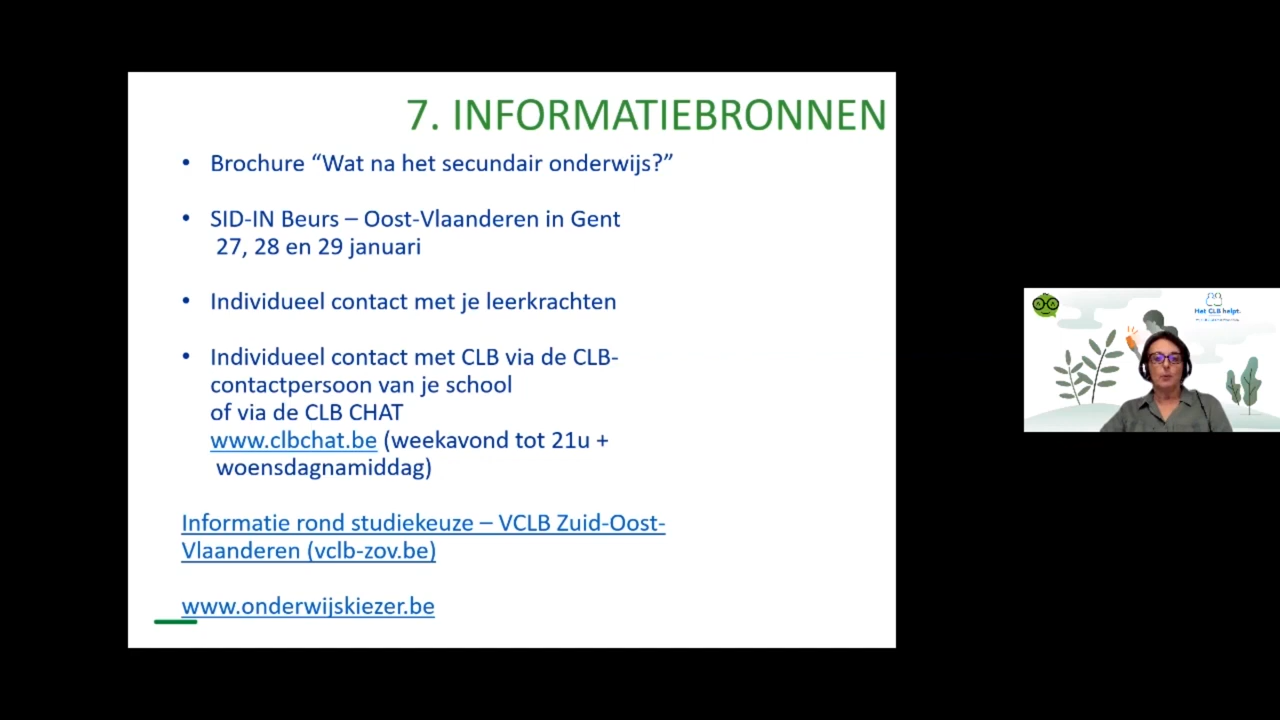 7. INFORMATIEBRONNEN
• Brochure “Wat na het secundair onderwijs?”
• SID-IN Beurs – Oost-Vlaanderen in Gent
27, 28 en 29 januari
• Individueel contact met je leerkrachten
• Individueel contact met CLB via de CLB-
contactpersoon van je school
of via de CLB CHAT
www.clbchat.be (weekavond tot 21u +
woensdagnamiddag)
Informatie rond studiekeuze – VCLB Zuid-Oost-
Vlaanderen (vclb-zov.be)
www.onderwijskiezer.be
Het CLB helpt.